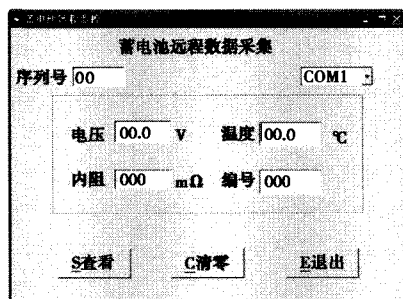 蓄电池远程数据采集
序列号 00 COM1
电压 00.0 V 温度 00.0 ℃
内阻 000 mΩ 编号 000
S查看 C清零 E退出